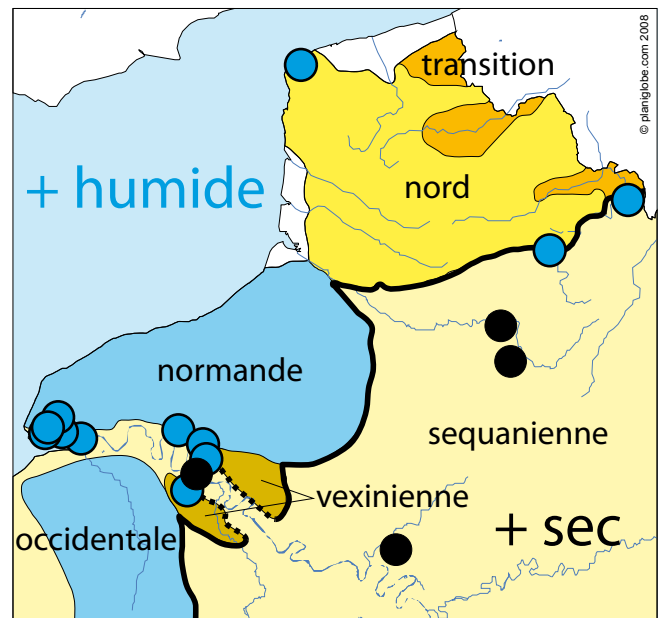 © planiglobe.com 2008
transition
+ humide
nord
normande
sequanienne
vexinienne
+ sec
occidentale